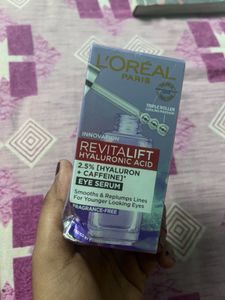 L'ORÉAL
PARIS
TRIPLE ROLLER
INNOVATION
REVITALIFT
HYALURONIC ACID
2.5% [HYALURON
+ CAFFEINE]*
EYE SERUM
Smooths & Replumps Lines
For Younger Looking Eyes
FRAGRANCE-FREE